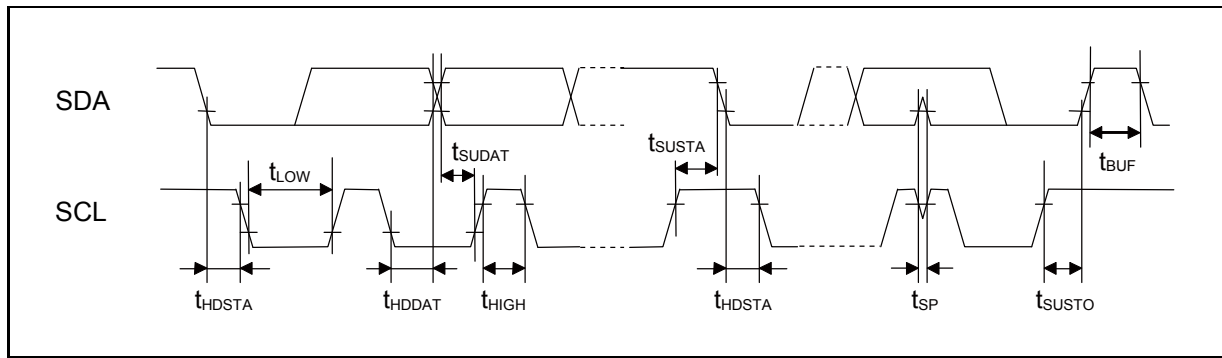 SDA
tSUDAT
tSUSTA
tBUF
tLOW
SCL
tHDSTA
tHDDAT
tHIGH
tHDSTA
tSP
tSUSTO